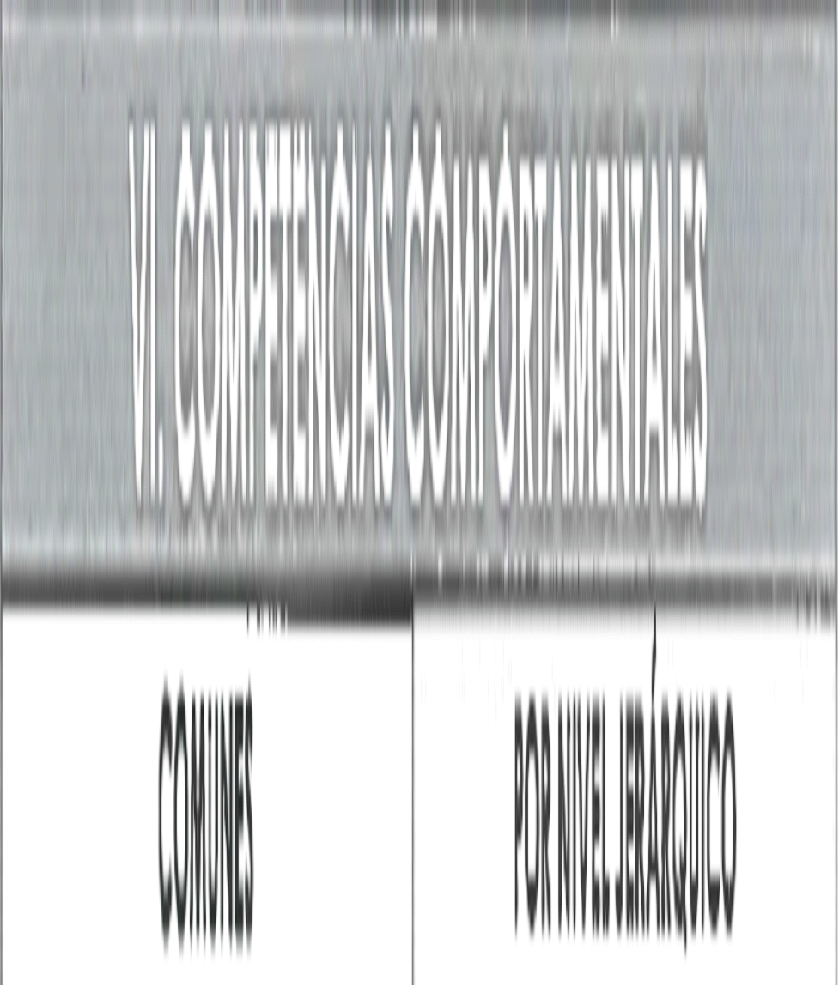 VI. COMPETENCIAS COMPORTAMENTALES
COMUNES
POR NIVEL JERÁRQUICO